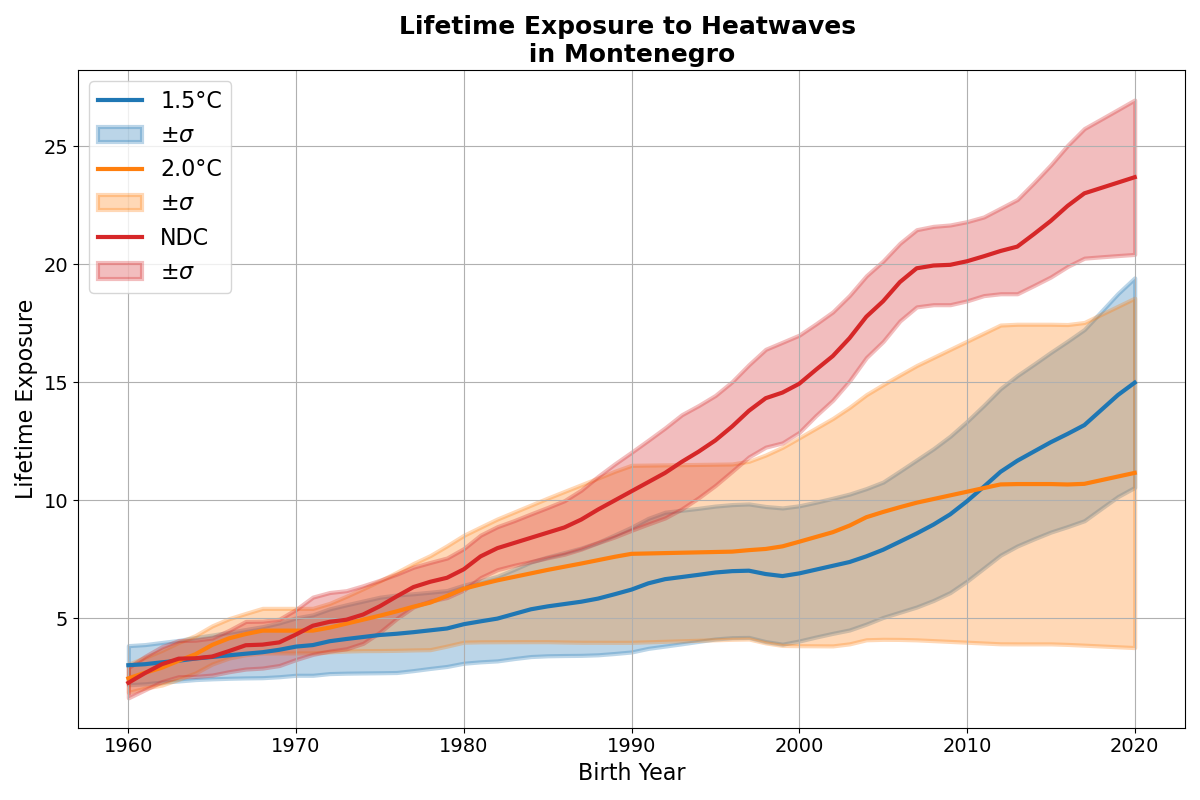 Lifetime Exposure to Heatwaves
in Montenegro
1.5°C
±σ
2.0°C
±σ
NDC
±σ
Lifetime Exposure
25
20
15
10
5
1960
1970
1980
1990
2000
2010
2020
Birth Year